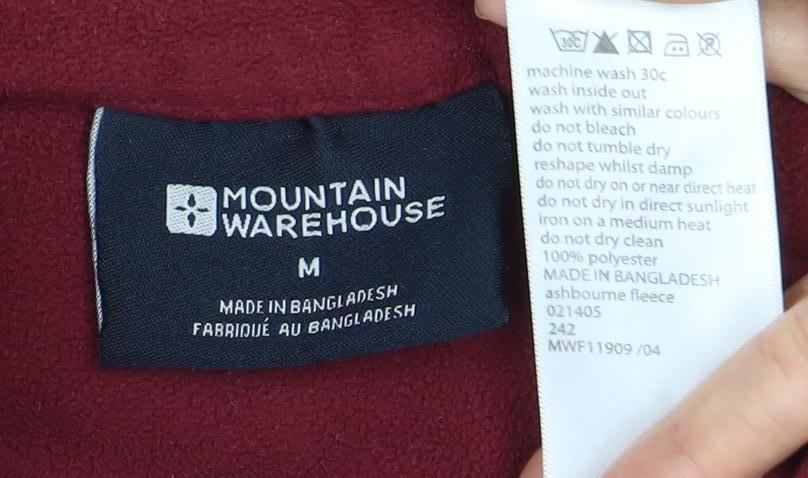 MOUNTAIN
WAREHOUSE
M
MADE IN BANGLADESH
FABRIQUÉ AU BANGLADESH
30C
machine wash 30c
wash inside out
wash with similar colours
do not bleach
do not tumble dry
reshape whilst damp
do not dry on or near direct heat
do not dry in direct sunlight
iron on a medium heat
do not dry clean
100% polyester
MADE IN BANGLADESH
ashbourne fleece
021405
242
MWF11909 /04